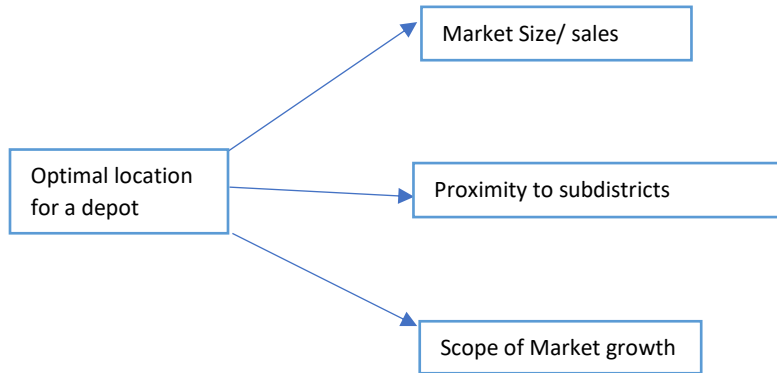 Market Size/ sales
Optimal location
for a depot
Proximity to subdistricts
Scope of Market growth